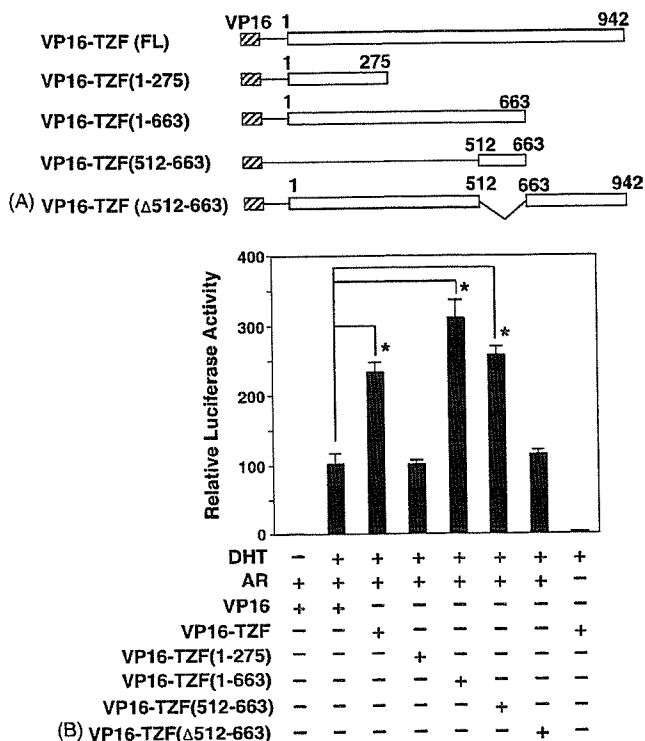 VP16 1 942
VP16-TZF (FL)
1 275
VP16-TZF(1-275)
1 663
VP16-TZF(1-663)
512 663
VP16-TZF(512-663)
1 512 663 942
(A) VP16-TZF (Δ512-663)
400
300
200
100
0
Relative Luciferase Activity
* * *
DHT − + + + + + + +
AR + + + + + + + −
VP16 + + − − − − − −
VP16-TZF − − + − − − − +
VP16-TZF(1-275) − − − + − − − −
VP16-TZF(1-663) − − − − + − − −
VP16-TZF(512-663) − − − − − + − −
(B) VP16-TZF(Δ512-663) − − − − − − + −